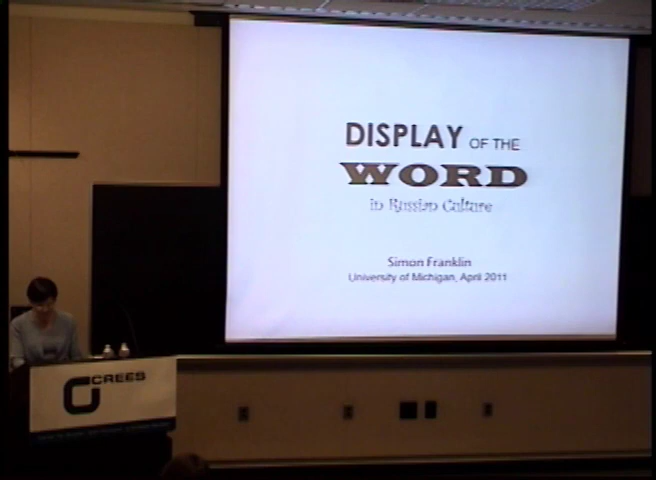 DISPLAY OF THE
WORD
in Russian Culture
Simon Franklin
University of Michigan, April 2011
CREES